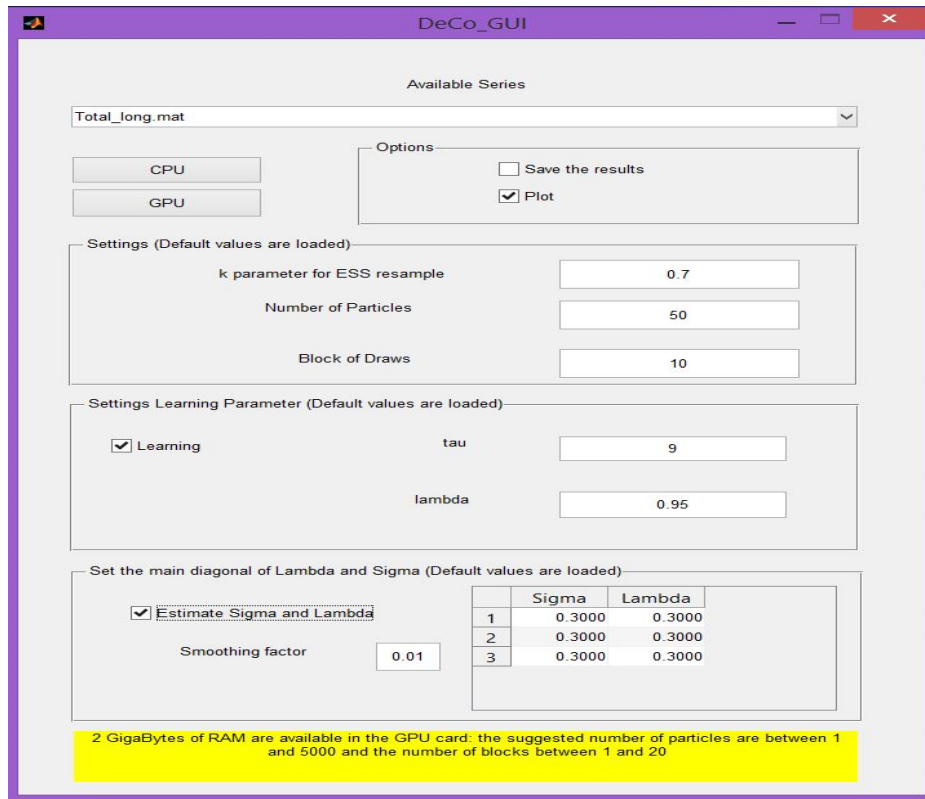 DeCo_GUI
Available Series
Total_long.mat
CPU
GPU
Options
Save the results
Plot
Settings (Default values are loaded)
k parameter for ESS resample
0.7
Number of Particles
50
Block of Draws
10
Settings Learning Parameter (Default values are loaded)
Learning
tau
9
lambda
0.95
Set the main diagonal of Lambda and Sigma (Default values are loaded)
Estimate Sigma and Lambda
Smoothing factor
0.01
Sigma Lambda
1 0.3000 0.3000
2 0.3000 0.3000
3 0.3000 0.3000
2 GigaBytes of RAM are available in the GPU card: the suggested number of particles are between 1
and 5000 and the number of blocks between 1 and 20